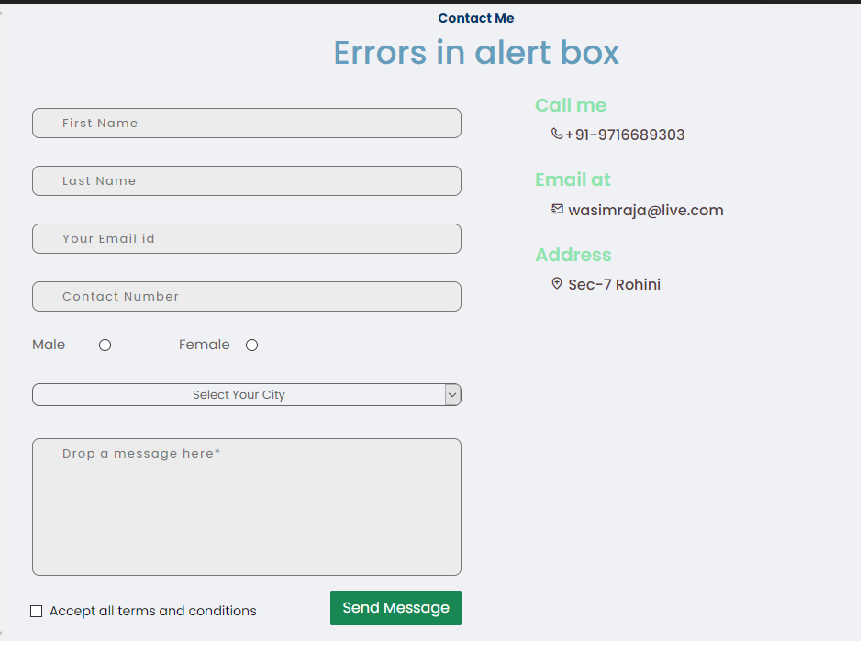 Contact Me
Errors in alert box
First Name
Last Name
Your Email id
Contact Number
Male Female
Select Your City
Drop a message here*
Accept all terms and conditions
Send Message
Call me
+91-9716689303
Email at
wasimraja@live.com
Address
Sec-7 Rohini